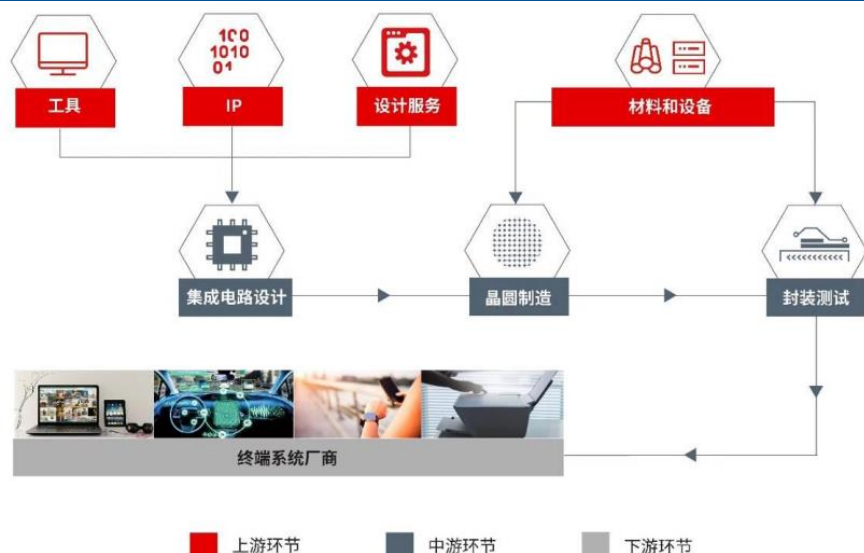 100
1010
01
工具
IP
设计服务
材料和设备
集成电路设计
晶圆制造
封装测试
终端系统厂商
上游环节
中游环节
下游环节